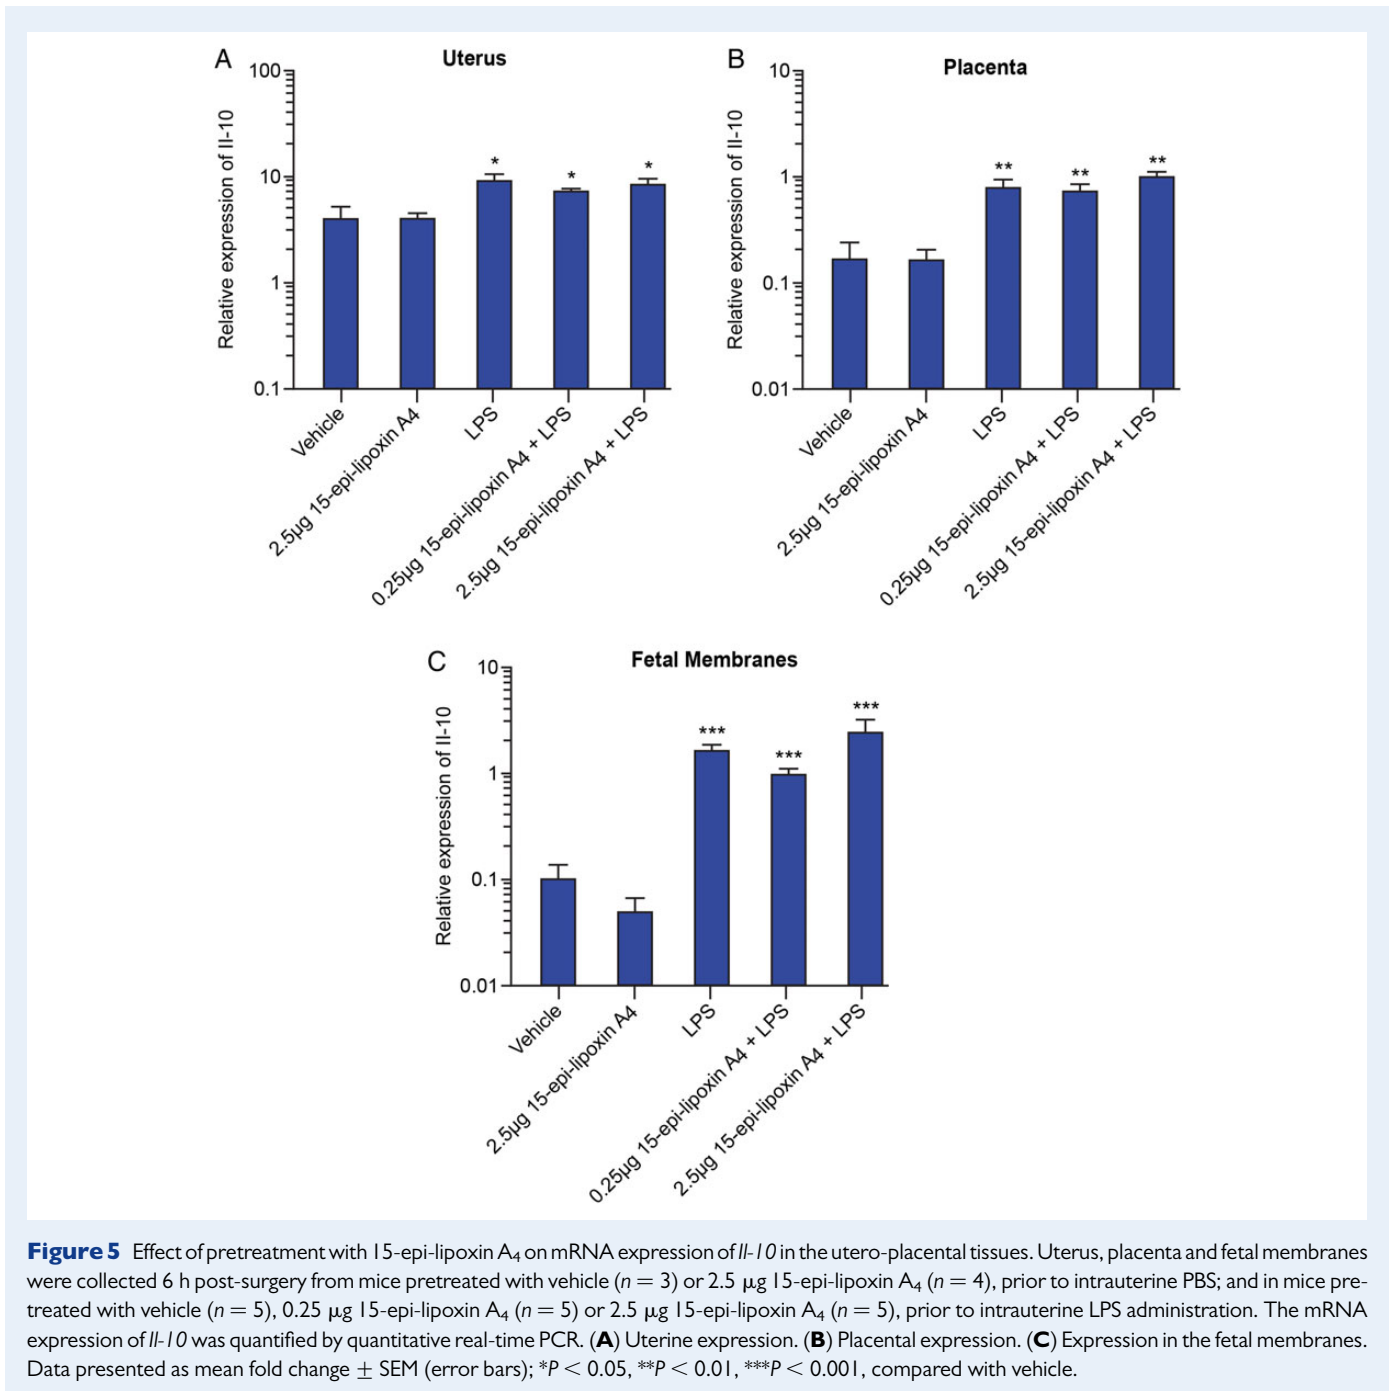 A
Uterus
Relative expression of Il-10
100
10
1
0.1
*
*
*
Vehicle
2.5µg 15-epi-lipoxin A4
LPS
0.25µg 15-epi-lipoxin A4 + LPS
2.5µg 15-epi-lipoxin A4 + LPS
B
Placenta
Relative expression of Il-10
10
1
0.1
0.01
**
**
**
Vehicle
2.5µg 15-epi-lipoxin A4
LPS
0.25µg 15-epi-lipoxin A4 + LPS
2.5µg 15-epi-lipoxin A4 + LPS
C
Fetal Membranes
Relative expression of Il-10
10
1
0.1
0.01
***
***
***
Vehicle
2.5µg 15-epi-lipoxin A4
LPS
0.25µg 15-epi-lipoxin A4 + LPS
2.5µg 15-epi-lipoxin A4 + LPS
Figure 5 Effect of pretreatment with 15-epi-lipoxin A₄ on mRNA expression of Il-10 in the utero-placental tissues. Uterus, placenta and fetal membranes
were collected 6 h post-surgery from mice pretreated with vehicle (n = 3) or 2.5 µg 15-epi-lipoxin A₄ (n = 4), prior to intrauterine PBS; and in mice pre-
treated with vehicle (n = 5), 0.25 µg 15-epi-lipoxin A₄ (n = 5) or 2.5 µg 15-epi-lipoxin A₄ (n = 5), prior to intrauterine LPS administration. The mRNA
expression of Il-10 was quantified by quantitative real-time PCR. (A) Uterine expression. (B) Placental expression. (C) Expression in the fetal membranes.
Data presented as mean fold change ± SEM (error bars); *P < 0.05, **P < 0.01, ***P < 0.001, compared with vehicle.